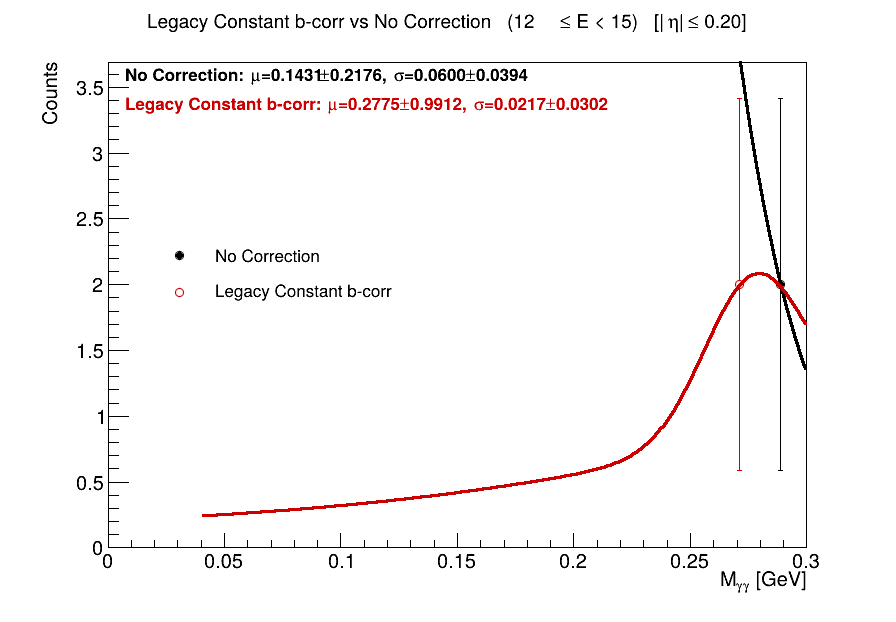 Legacy Constant b-corr vs No Correction (12 ≤ E < 15) [|η| ≤ 0.20]
Counts
No Correction: μ=0.1431±0.2176, σ=0.0600±0.0394
Legacy Constant b-corr: μ=0.2775±0.9912, σ=0.0217±0.0302
3.5
3
2.5
No Correction
2
Legacy Constant b-corr
1.5
1
0.5
0
0 0.05 0.1 0.15 0.2 0.25 0.3
Mγγ [GeV]